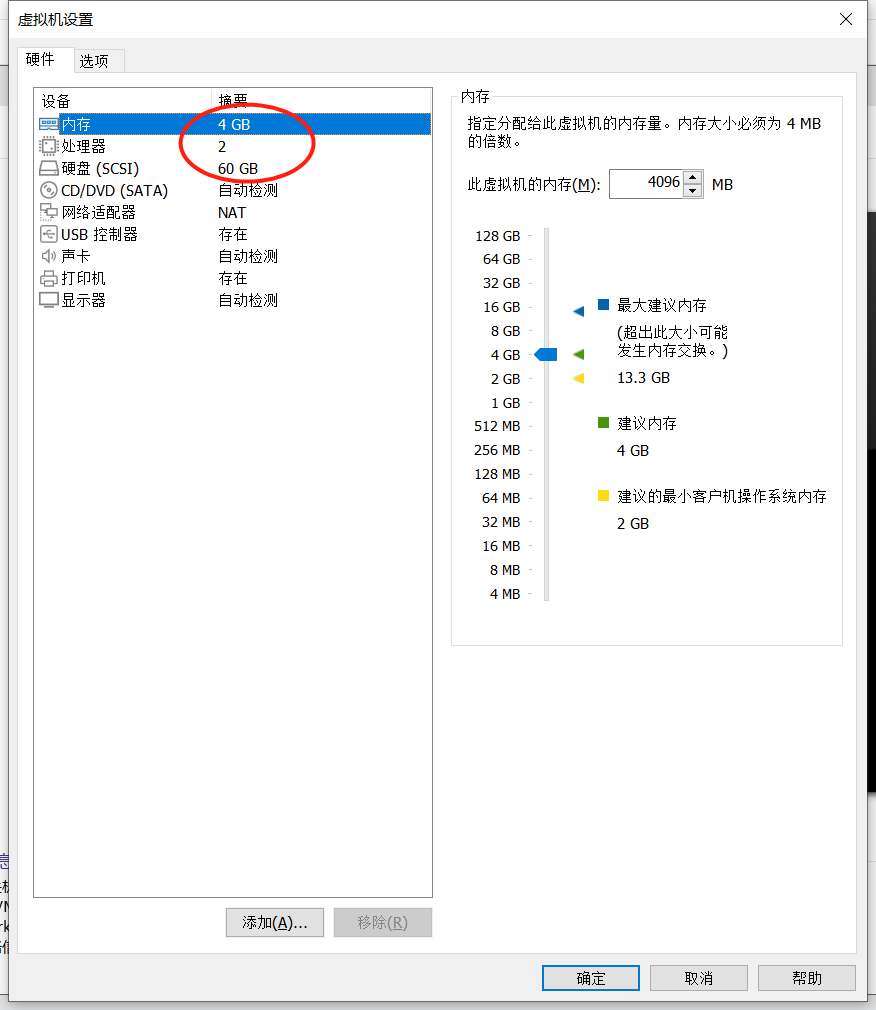 虚拟机设置
硬件 选项
设备 摘要
内存 4 GB
处理器 2
硬盘 (SCSI) 60 GB
CD/DVD (SATA) 自动检测
网络适配器 NAT
USB 控制器 存在
声卡 自动检测
打印机 存在
显示器 自动检测
添加(A)... 移除(R)
内存
指定分配给此虚拟机的内存量。内存大小必须为 4 MB
的倍数。
此虚拟机的内存(M): 4096 MB
128 GB
64 GB
32 GB
16 GB
8 GB
4 GB
2 GB
1 GB
512 MB
256 MB
128 MB
64 MB
32 MB
16 MB
8 MB
4 MB
最大建议内存
(超出此大小可能
发生内存交换。)
13.3 GB
建议内存
4 GB
建议的最小客户机操作系统内存
2 GB
确定 取消 帮助